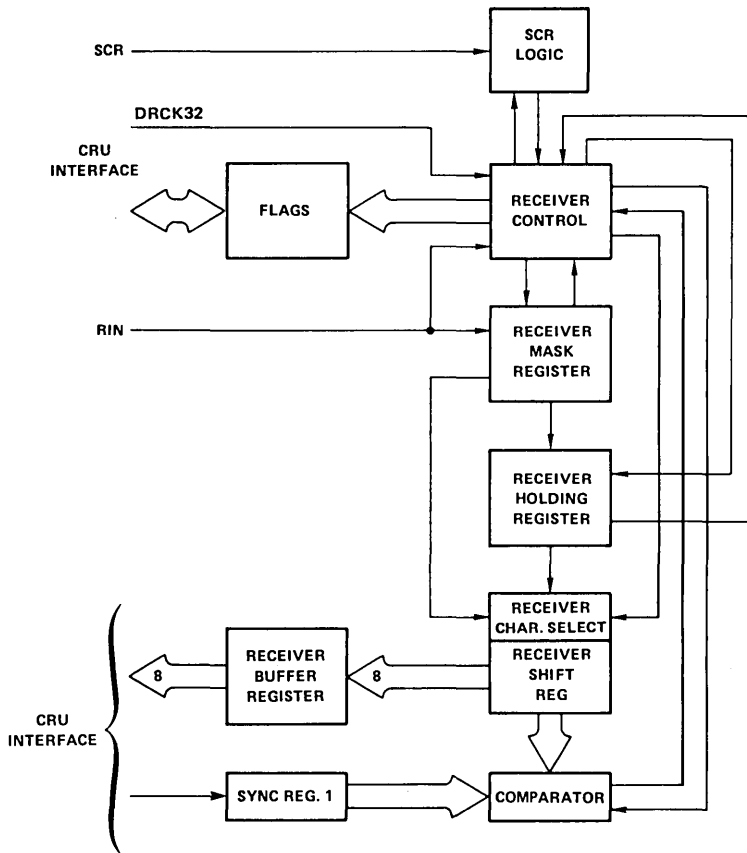 SCR
SCR
LOGIC
DRCK32
CRU
INTERFACE
FLAGS
RECEIVER
CONTROL
RIN
RECEIVER
MASK
REGISTER
RECEIVER
HOLDING
REGISTER
RECEIVER
CHAR. SELECT
RECEIVER
SHIFT
REG
8
RECEIVER
BUFFER
REGISTER
8
CRU
INTERFACE
SYNC REG. 1
COMPARATOR